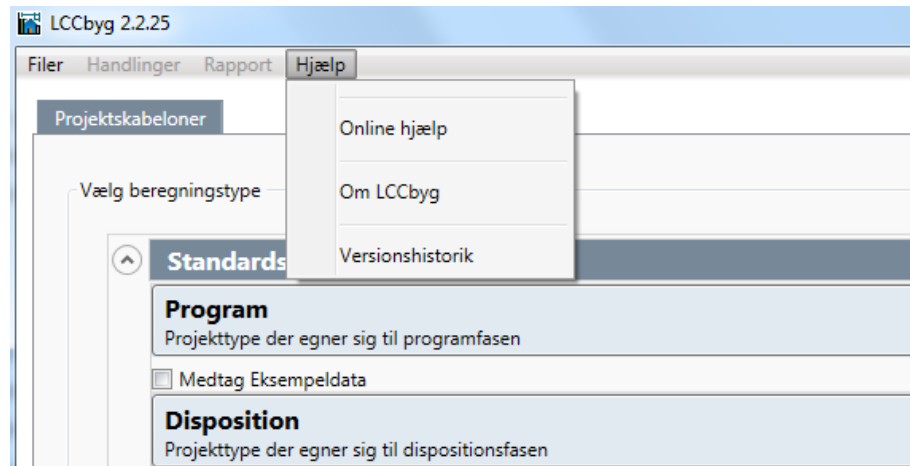 LCCbyg 2.2.25
Filer Handlinger Rapport Hjælp
Projektskabeloner
Online hjælp
Vælg beregningstype
Om LCCbyg
Versionshistorik
Program
Projekttype der egner sig til programfasen
Medtag Eksempeldata
Disposition
Projekttype der egner sig til dispositionsfasen